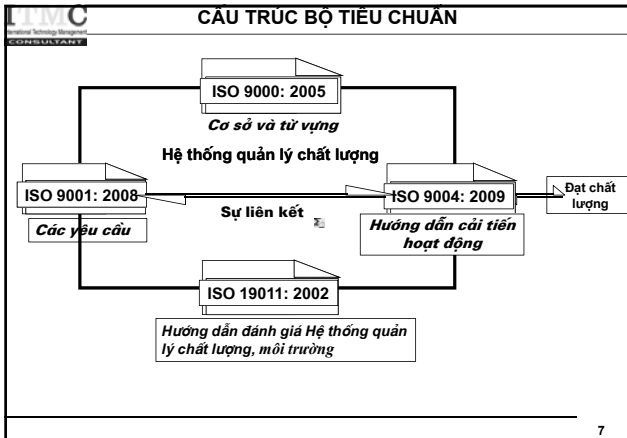 ITMC
International Technology Management
CONSULTANT
CẤU TRÚC BỘ TIÊU CHUẨN
ISO 9000: 2005
Cơ sở và từ vựng
Hệ thống quản lý chất lượng
ISO 9001: 2008
ISO 9004: 2009
Đạt chất
lượng
Sự liên kết
Các yêu cầu
Hướng dẫn cải tiến
hoạt động
ISO 19011: 2002
Hướng dẫn đánh giá Hệ thống quản
lý chất lượng, môi trường
7